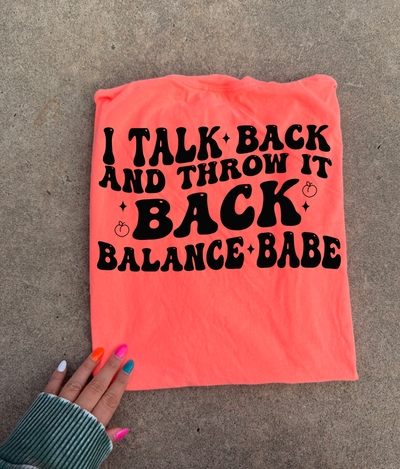 I TALK BACK
AND THROW IT
BACK
BALANCE BABE